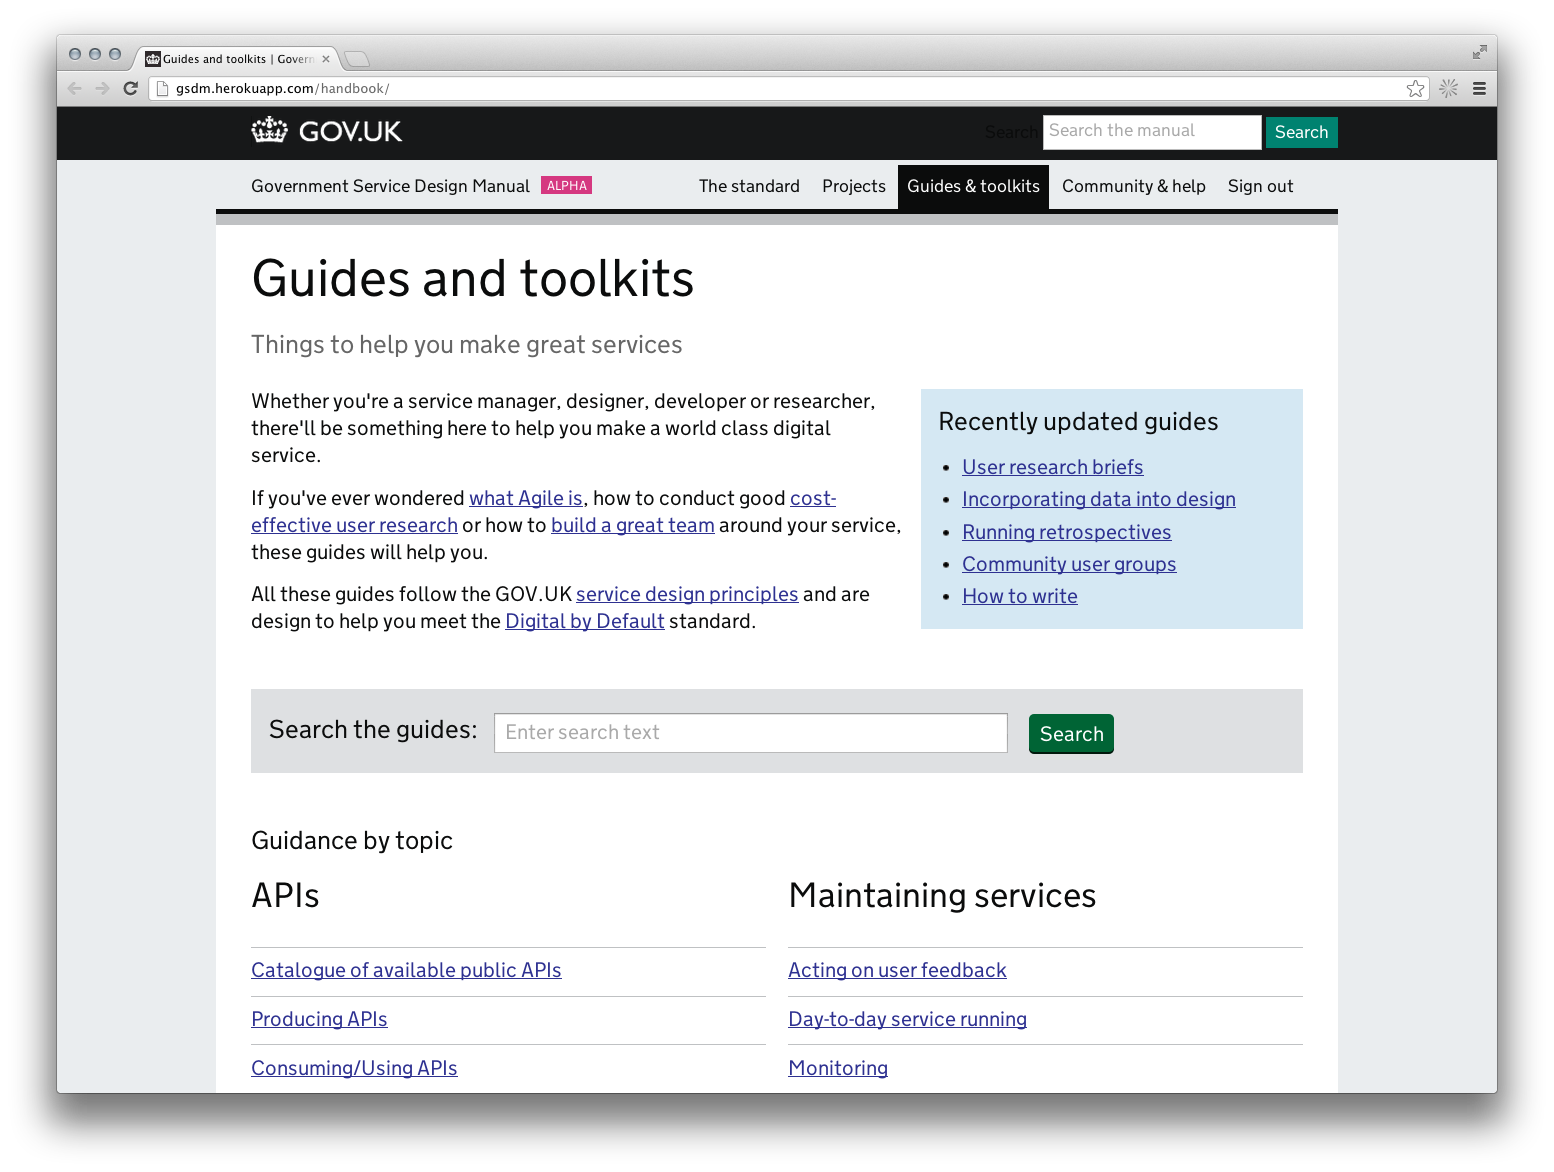 Guides and toolkits | Govern
gsdm.herokuapp.com/handbook/
GOV.UK
Search
Search the manual
Search
Government Service Design Manual
ALPHA
The standard
Projects
Guides & toolkits
Community & help
Sign out
Guides and toolkits
Things to help you make great services
Whether you're a service manager, designer, developer or researcher,
there'll be something here to help you make a world class digital
service.
If you've ever wondered what Agile is, how to conduct good cost-
effective user research or how to build a great team around your service,
these guides will help you.
All these guides follow the GOV.UK service design principles and are
design to help you meet the Digital by Default standard.
Recently updated guides
• User research briefs
• Incorporating data into design
• Running retrospectives
• Community user groups
• How to write
Search the guides:
Enter search text
Search
Guidance by topic
APIs
Catalogue of available public APIs
Producing APIs
Consuming/Using APIs
Maintaining services
Acting on user feedback
Day-to-day service running
Monitoring